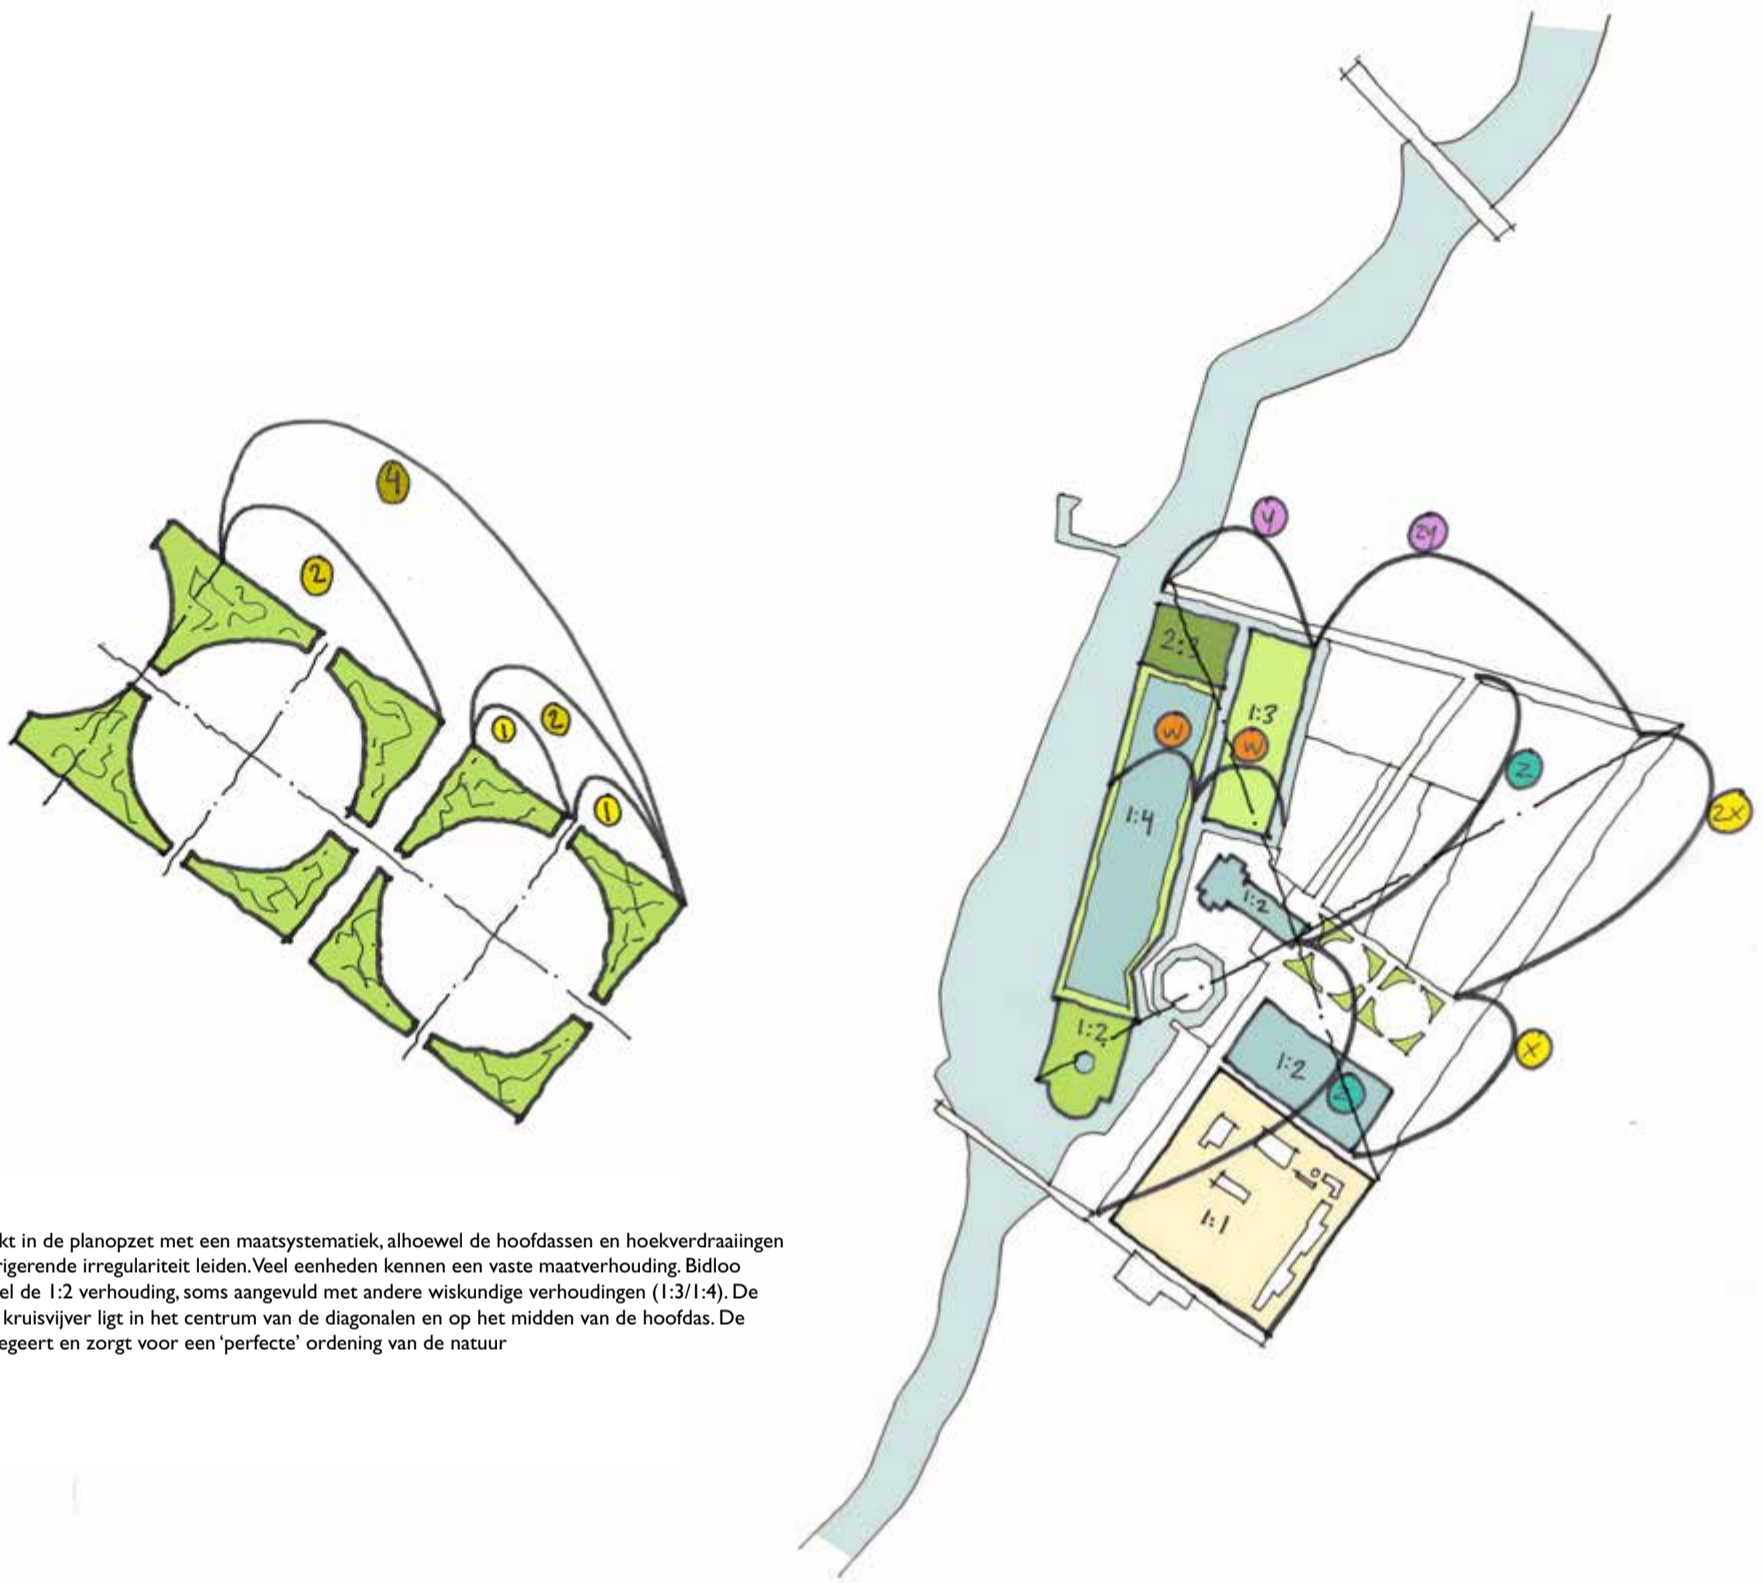 4
2
1
2
1
Y
2Y
2:3
1:3
W
W
1:4
Z
2X
1:2
1:2
X
1:2
Z
1:1
kt in de planopzet met een maatsystematiek, alhoewel de hoofdassen en hoekverdraaiingen
rigerende irregulariteit leiden. Veel eenheden kennen een vaste maatverhouding. Bidloo
el de 1:2 verhouding, soms aangevuld met andere wiskundige verhoudingen (1:3/1:4). De
kruisvijver ligt in het centrum van de diagonalen en op het midden van de hoofdas. De
egeert en zorgt voor een ‘perfecte’ ordening van de natuur